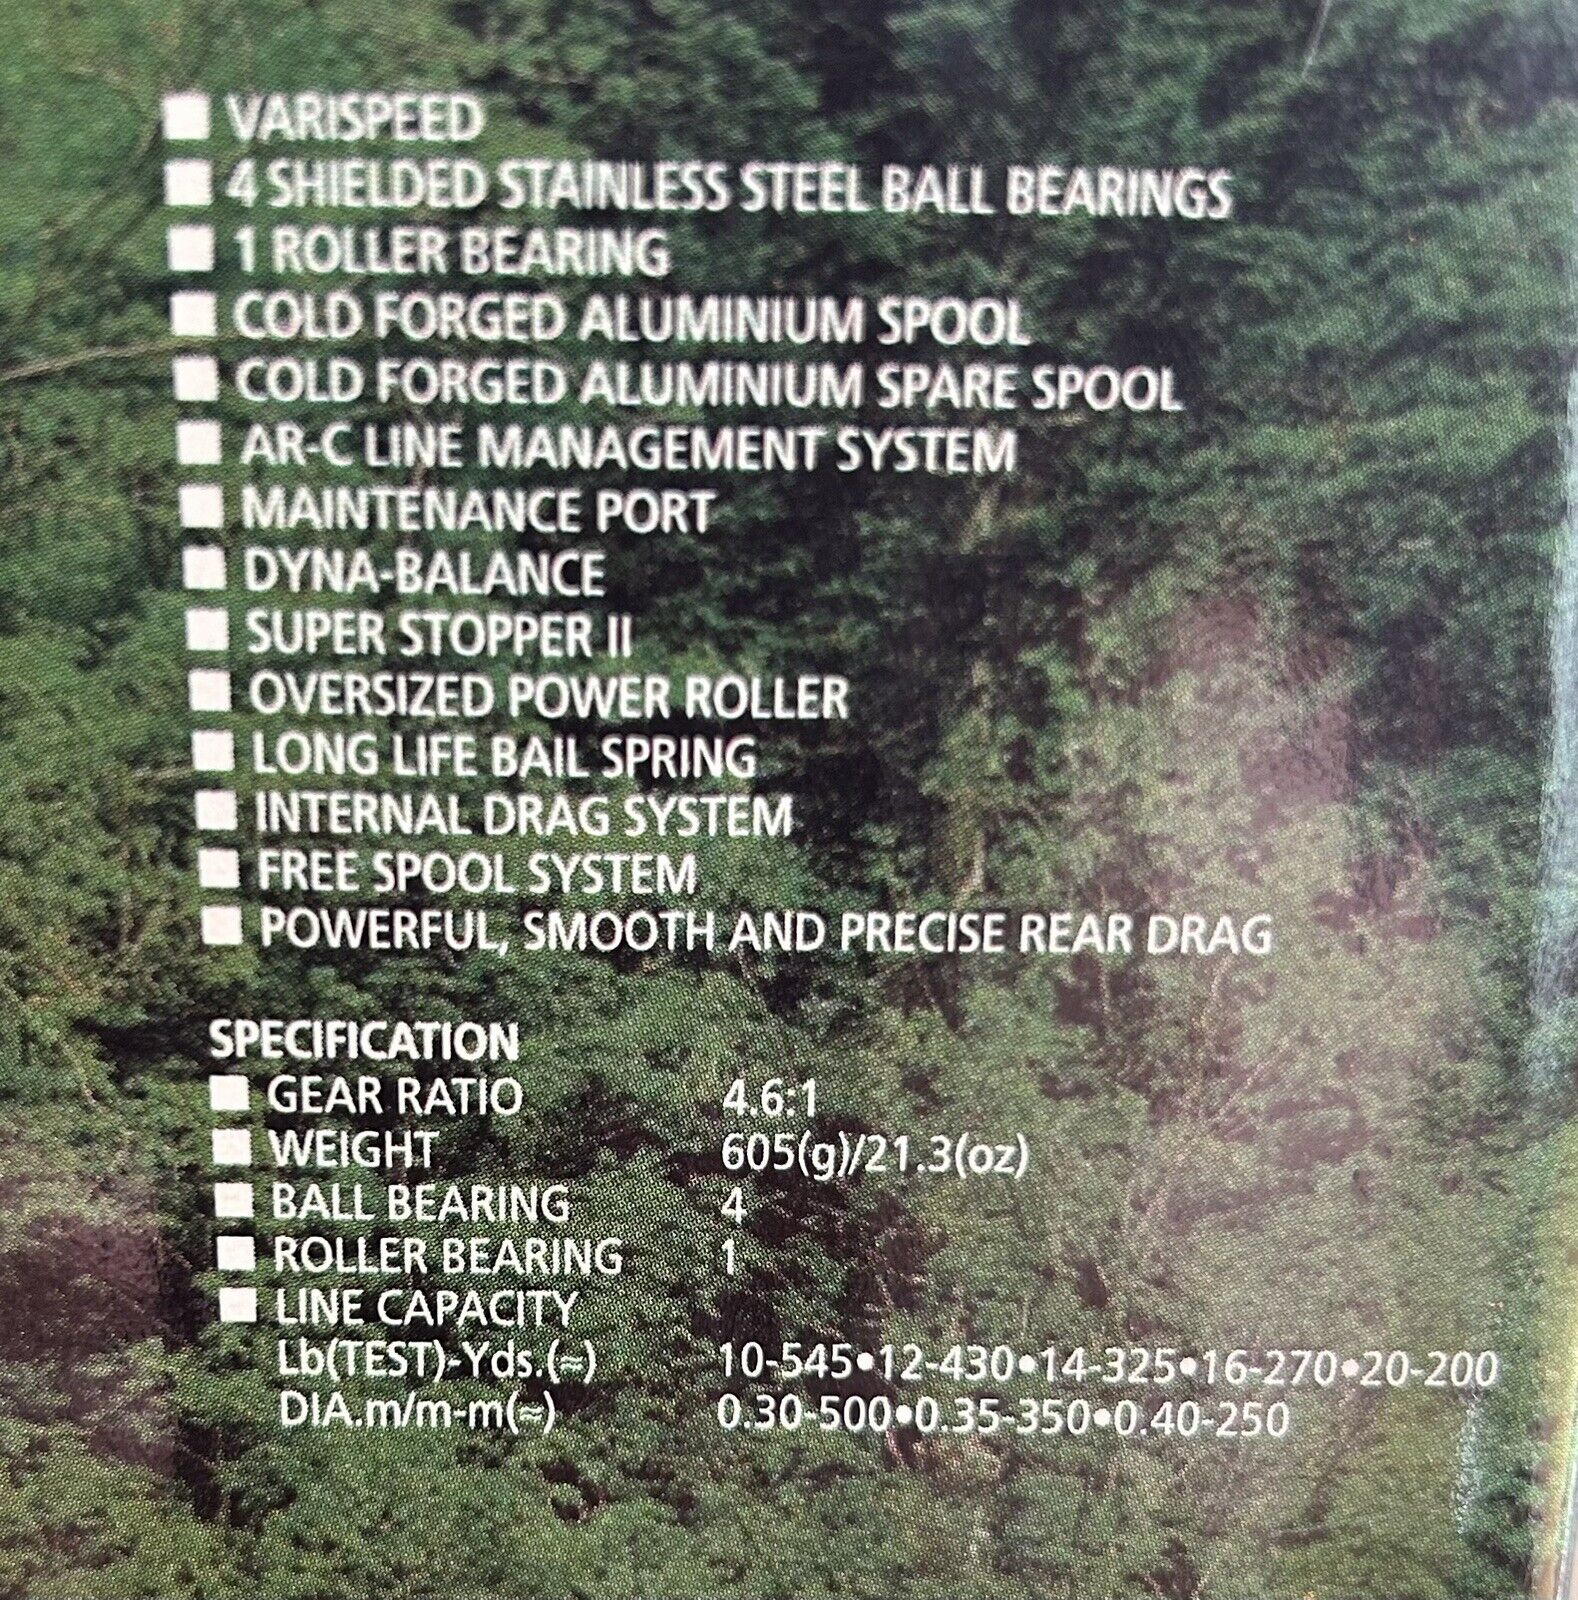 VARISPEED
4 SHIELDED STAINLESS STEEL BALL BEARINGS
1 ROLLER BEARING
COLD FORGED ALUMINIUM SPOOL
COLD FORGED ALUMINIUM SPARE SPOOL
AR-C LINE MANAGEMENT SYSTEM
MAINTENANCE PORT
DYNA-BALANCE
SUPER STOPPER II
OVERSIZED POWER ROLLER
LONG LIFE BAIL SPRING
INTERNAL DRAG SYSTEM
FREE SPOOL SYSTEM
POWERFUL, SMOOTH AND PRECISE REAR DRAG
SPECIFICATION
GEAR RATIO 4.6:1
WEIGHT 605(g)/21.3(oz)
BALL BEARING 4
ROLLER BEARING 1
LINE CAPACITY
Lb(TEST)-Yds.(≈) 10-545•12-430•14-325•16-270•20-200
DIA.m/m-m(≈) 0.30-500•0.35-350•0.40-250